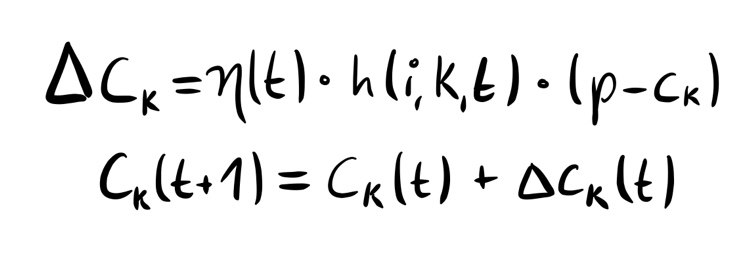 ΔC_k = η(t) · h(i, k, t) · (p - c_k)
C_k(t+1) = C_k(t) + ΔC_k(t)